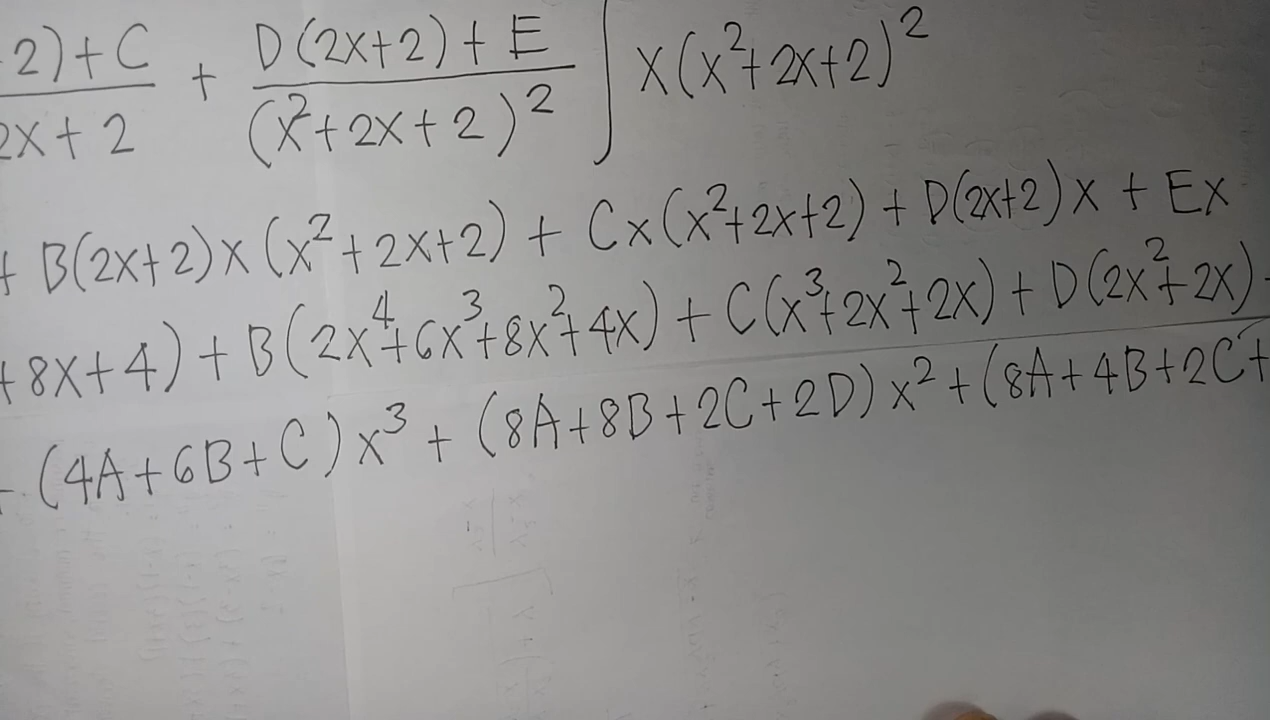 2)+C / 2x+2 + D(2x+2)+E / (x²+2x+2)² ] x(x²+2x+2)²
+ B(2x+2)x(x²+2x+2) + Cx(x²+2x+2) + D(2x+2)x + Ex
+8x+4) + B(2x⁴+6x³+8x²+4x) + C(x³+2x²+2x) + D(2x²+2x)
(4A+6B+C)x³ + (8A+8B+2C+2D)x² + (8A+4B+2C+